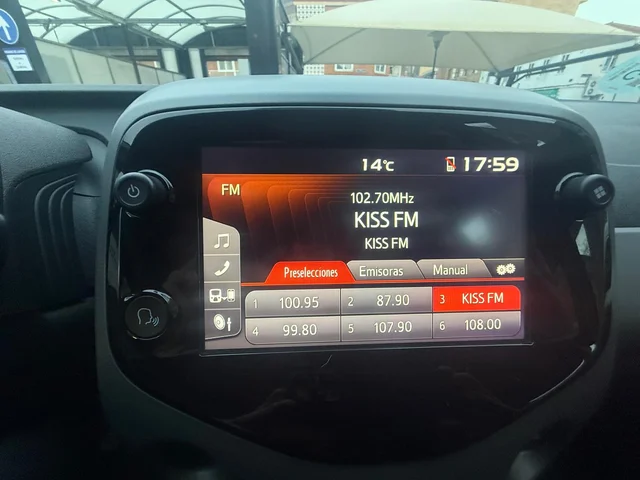 14°C 17:59
FM
102.70MHz
KISS FM
KISS FM
Preselecciones Emisoras Manual
1 100.95 2 87.90 3 KISS FM
4 99.80 5 107.90 6 108.00